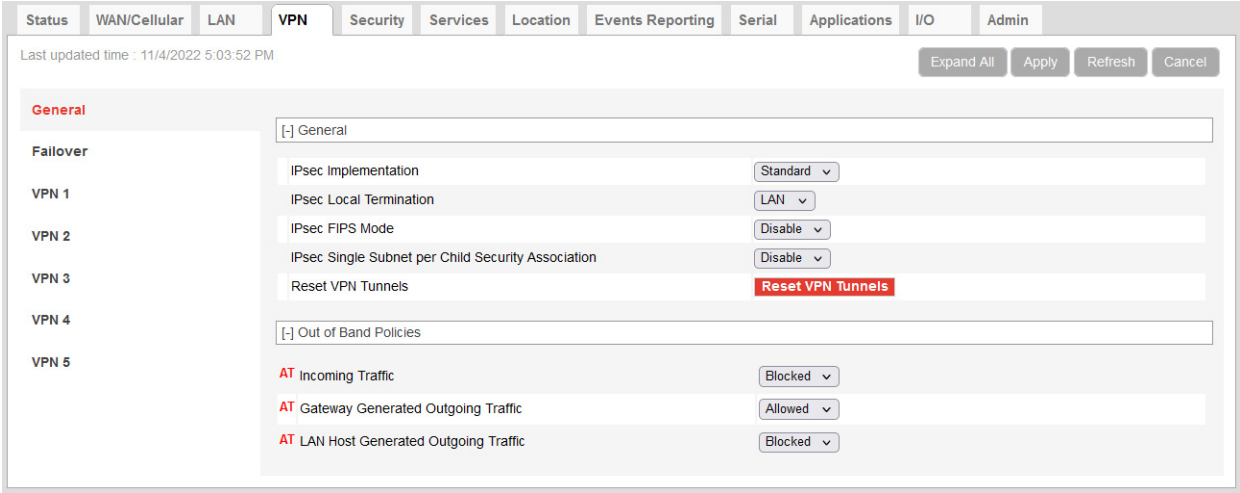 Status WAN/Cellular LAN VPN Security Services Location Events Reporting Serial Applications I/O Admin
Last updated time : 11/4/2022 5:03:52 PM
Expand All Apply Refresh Cancel
General
Failover
VPN 1
VPN 2
VPN 3
VPN 4
VPN 5
[-] General
IPsec Implementation Standard
IPsec Local Termination LAN
IPsec FIPS Mode Disable
IPsec Single Subnet per Child Security Association Disable
Reset VPN Tunnels Reset VPN Tunnels
[-] Out of Band Policies
AT Incoming Traffic Blocked
AT Gateway Generated Outgoing Traffic Allowed
AT LAN Host Generated Outgoing Traffic Blocked